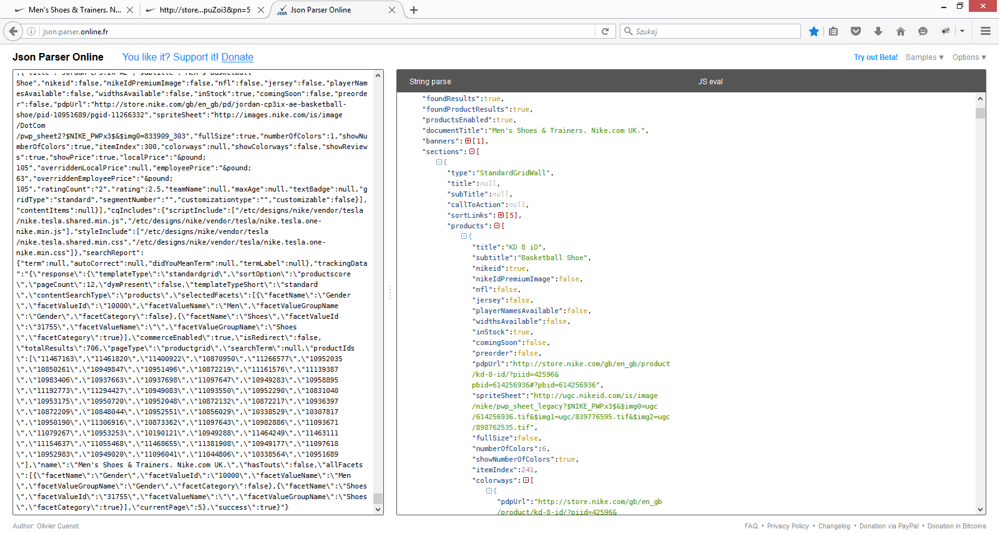 Men's Shoes & Trainers. N...
http://store...puZoi3&pn=5
JSON
Json Parser Online
json.parser.online.fr
Szukaj
Json Parser Online
You like it? Support it! Donate
Try out Beta!
Samples ▼
Options ▼
,{"title":"Jordan CP3.IX AE","subtitle":"Men's Basketball
Shoe","nikeid":false,"nikeIdPremiumImage":false,"nfl":false,"jersey":false,"playerNam
esAvailable":false,"widthsAvailable":false,"inStock":true,"comingSoon":false,"preorde
r":false,"pdpUrl":"http://store.nike.com/gb/en_gb/pd/jordan-cp3ix-ae-basketball-
shoe/pid-10951689/pgid-11266332","spriteSheet":"http://images.nike.com/is/image
/DotCom
/pwp_sheet2?$NIKE_PWPx3$&$img0=833909_303","fullSize":true,"numberOfColors":1,"showNu
mberOfColors":true,"itemIndex":300,"colorways":null,"showColorways":false,"showReview
s":true,"showPrice":true,"localPrice":"&pound;
105","overriddenLocalPrice":null,"employeePrice":"&pound;
63","overriddenEmployeePrice":"&pound;
105","ratingCount":"2","rating":2.5,"teamName":null,"maxAge":null,"textBadge":null,"g
ridType":"standard","segmentNumber":"","customizationtype":"","customizable":false}],
"contentItems":null}],"cqIncludes":{"scriptInclude":["/etc/designs/nike/vendor/tesla
/nike.tesla.shared.min.js","/etc/designs/nike/vendor/tesla/nike.tesla.one-
nike.min.js"],"styleInclude":["/etc/designs/nike/vendor/tesla
/nike.tesla.shared.min.css","/etc/designs/nike/vendor/tesla/nike.tesla.one-
nike.min.css"]},"searchReport":
{"term":null,"autoCorrect":null,"didYouMeanTerm":null,"termLabel":null},"trackingData
":"{\"response\":{\"templateType\":\"standardgrid\",\"sortOption\":\"productscore
\",\"pageCount\":12,\"dymPresent\":false,\"templateTypeShort\":\"standard
\",\"contentSearchType\":\"products\",\"selectedFacets\":[{\"facetName\":\"Gender
\",\"facetValueId\":\"10000\",\"facetValueName\":\"Men\",\"facetValueGroupName
\":\"Gender\",\"facetCategory\":false},{\"facetName\":\"Shoes\",\"facetValueId
\":\"31755\",\"facetValueName\":\"\",\"facetValueGroupName\":\"Shoes
\",\"facetCategory\":true}],\"commerceEnabled\":true,\"isRedirect\":false,
\"totalResults\":706,\"pageType\":\"productgrid\",\"searchTerm\":null,\"productIds
\":[\"11467163\",\"11461820\",\"11400922\",\"10870950\",\"11266577\",\"10952035
\",\"10850261\",\"10949847\",\"10951496\",\"10872219\",\"11161576\",\"11139387
\",\"10983406\",\"10937663\",\"10937698\",\"11097647\",\"10949283\",\"10958895
\",\"11192773\",\"11294427\",\"10949083\",\"11093550\",\"10952290\",\"10831040
\",\"10953175\",\"10950720\",\"10952048\",\"10872132\",\"10872217\",\"10936397
\",\"10872209\",\"10848044\",\"10952551\",\"10856029\",\"10338529\",\"10307817
\",\"10950190\",\"11306916\",\"10873362\",\"11097643\",\"10982886\",\"11093671
\",\"11079267\",\"10953253\",\"10190121\",\"10949288\",\"11464249\",\"11463111
\",\"11154637\",\"11055468\",\"11468655\",\"11381908\",\"10949177\",\"11097618
\",\"10952983\",\"10949020\",\"11096041\",\"11044806\",\"10338564\",\"10951689
\"],\"name\":\"Men's Shoes & Trainers. Nike.com UK.\",\"hasTouts\":false,\"allFacets
\":[{\"facetName\":\"Gender\",\"facetValueId\":\"10000\",\"facetValueName\":\"Men
\",\"facetValueGroupName\":\"Gender\",\"facetCategory\":false},{\"facetName\":\"Shoes
\",\"facetValueId\":\"31755\",\"facetValueName\":\"\",\"facetValueGroupName\":\"Shoes
\",\"facetCategory\":true}],\"currentPage\":5},\"success\":true}"}
String parse
JS eval
"foundResults":true,
"foundProductResults":true,
"productsEnabled":true,
"documentTitle":"Men's Shoes & Trainers. Nike.com UK.",
"banners":[1],
"sections":[
{
"type":"StandardGridWall",
"title":null,
"subTitle":null,
"callToAction":null,
"sortLinks":[5],
"products":[
{
"title":"KD 8 iD",
"subtitle":"Basketball Shoe",
"nikeid":true,
"nikeIdPremiumImage":false,
"nfl":false,
"jersey":false,
"playerNamesAvailable":false,
"widthsAvailable":false,
"inStock":true,
"comingSoon":false,
"preorder":false,
"pdpUrl":"http://store.nike.com/gb/en_gb/product
/kd-8-id/?piid=42596&
pbid=614256936#?pbid=614256936",
"spriteSheet":"http://ugc.nikeid.com/is/image
/nike/pwp_sheet_legacy?$NIKE_PWPx3$&$img0=ugc
/614256936.tif&$img1=ugc/839776595.tif&$img2=ugc
/898762535.tif",
"fullSize":false,
"numberOfColors":6,
"showNumberOfColors":true,
"itemIndex":241,
"colorways":[
{
"pdpUrl":"http://store.nike.com/gb/en_gb
/product/kd-8-id/?piid=42596&
Author: Olivier Cuenot
FAQ • Privacy Policy • Changelog • Donation via PayPal • Donation in Bitcoins